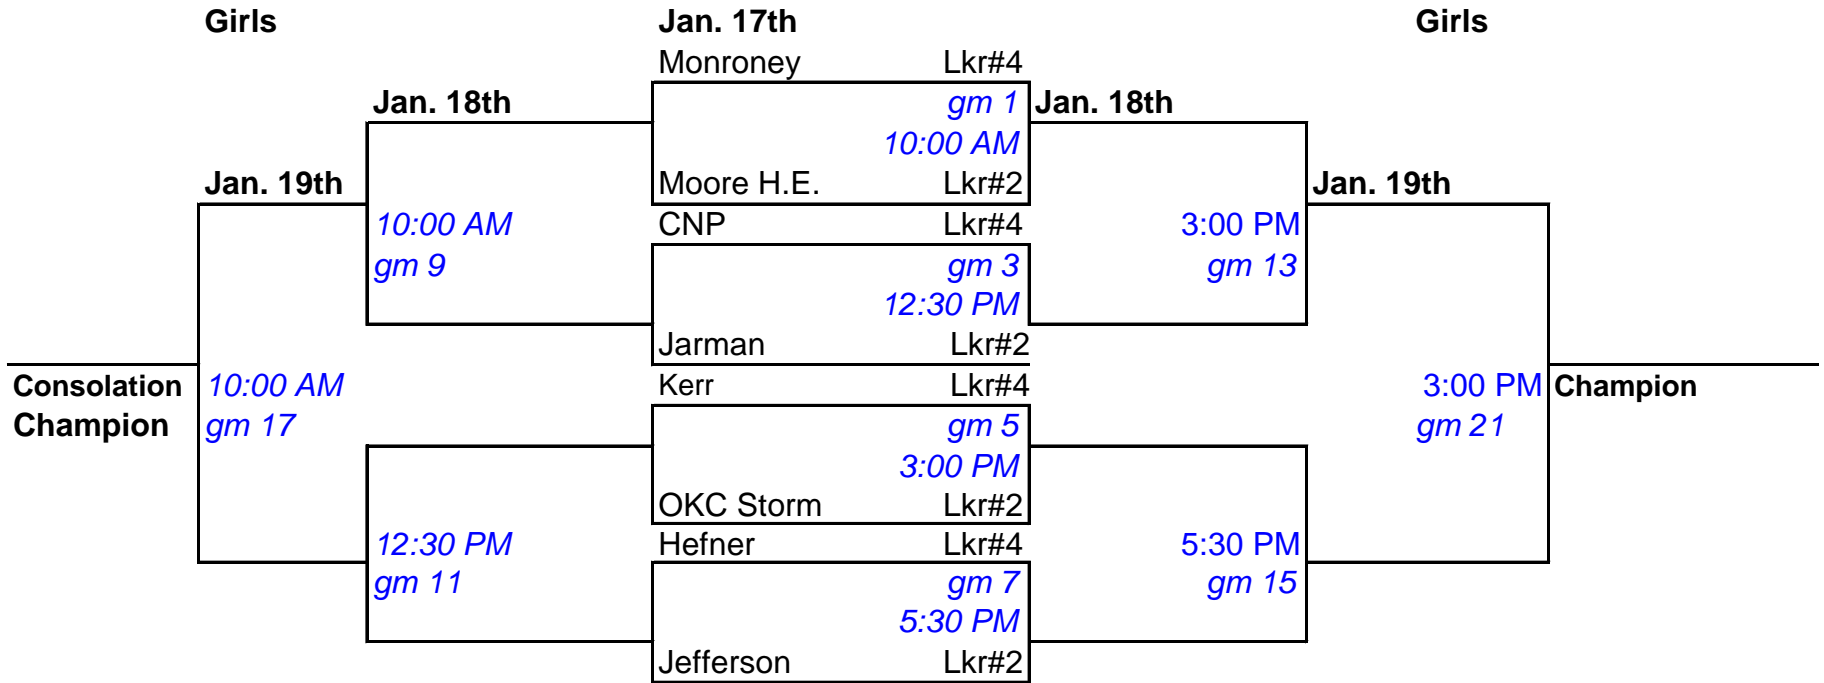 Girls Jan. 17th Girls
Monroney Lkr#4
Jan. 18th gm 1 Jan. 18th
10:00 AM
Jan. 19th Moore H.E. Lkr#2 Jan. 19th
10:00 AM CNP Lkr#4 3:00 PM
gm 9 gm 3 gm 13
12:30 PM
Jarman Lkr#2
Consolation 10:00 AM Kerr Lkr#4 3:00 PM Champion
Champion gm 17 gm 5 gm 21
3:00 PM
OKC Storm Lkr#2
12:30 PM Hefner Lkr#4 5:30 PM
gm 11 gm 7 gm 15
5:30 PM
Jefferson Lkr#2